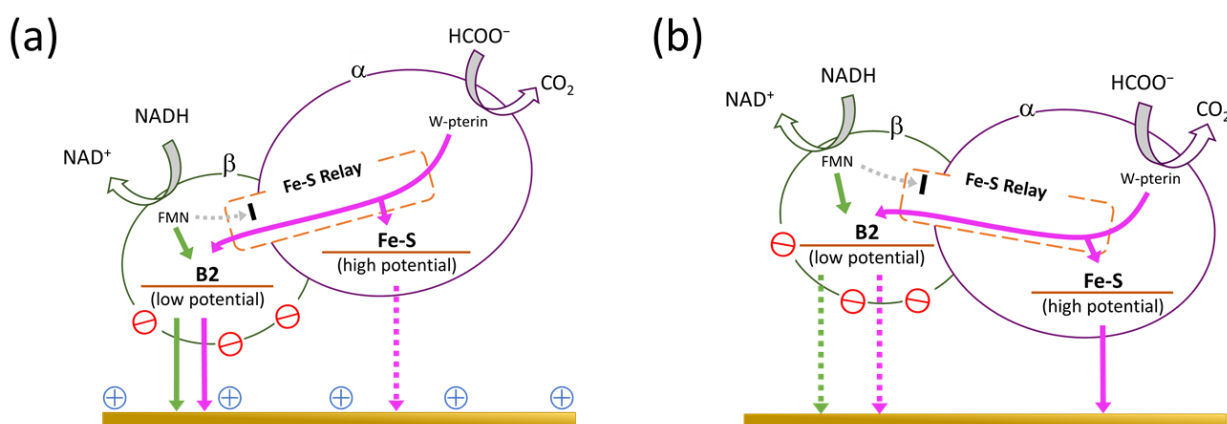 (a)
HCOO⁻
CO₂
α
W-pterin
NADH
NAD⁺
β
Fe-S Relay
FMN
Fe-S
(high potential)
B2
(low potential)
(b)
NADH
HCOO⁻
NAD⁺
CO₂
α
β
FMN
Fe-S Relay
W-pterin
B2
(low potential)
Fe-S
(high potential)